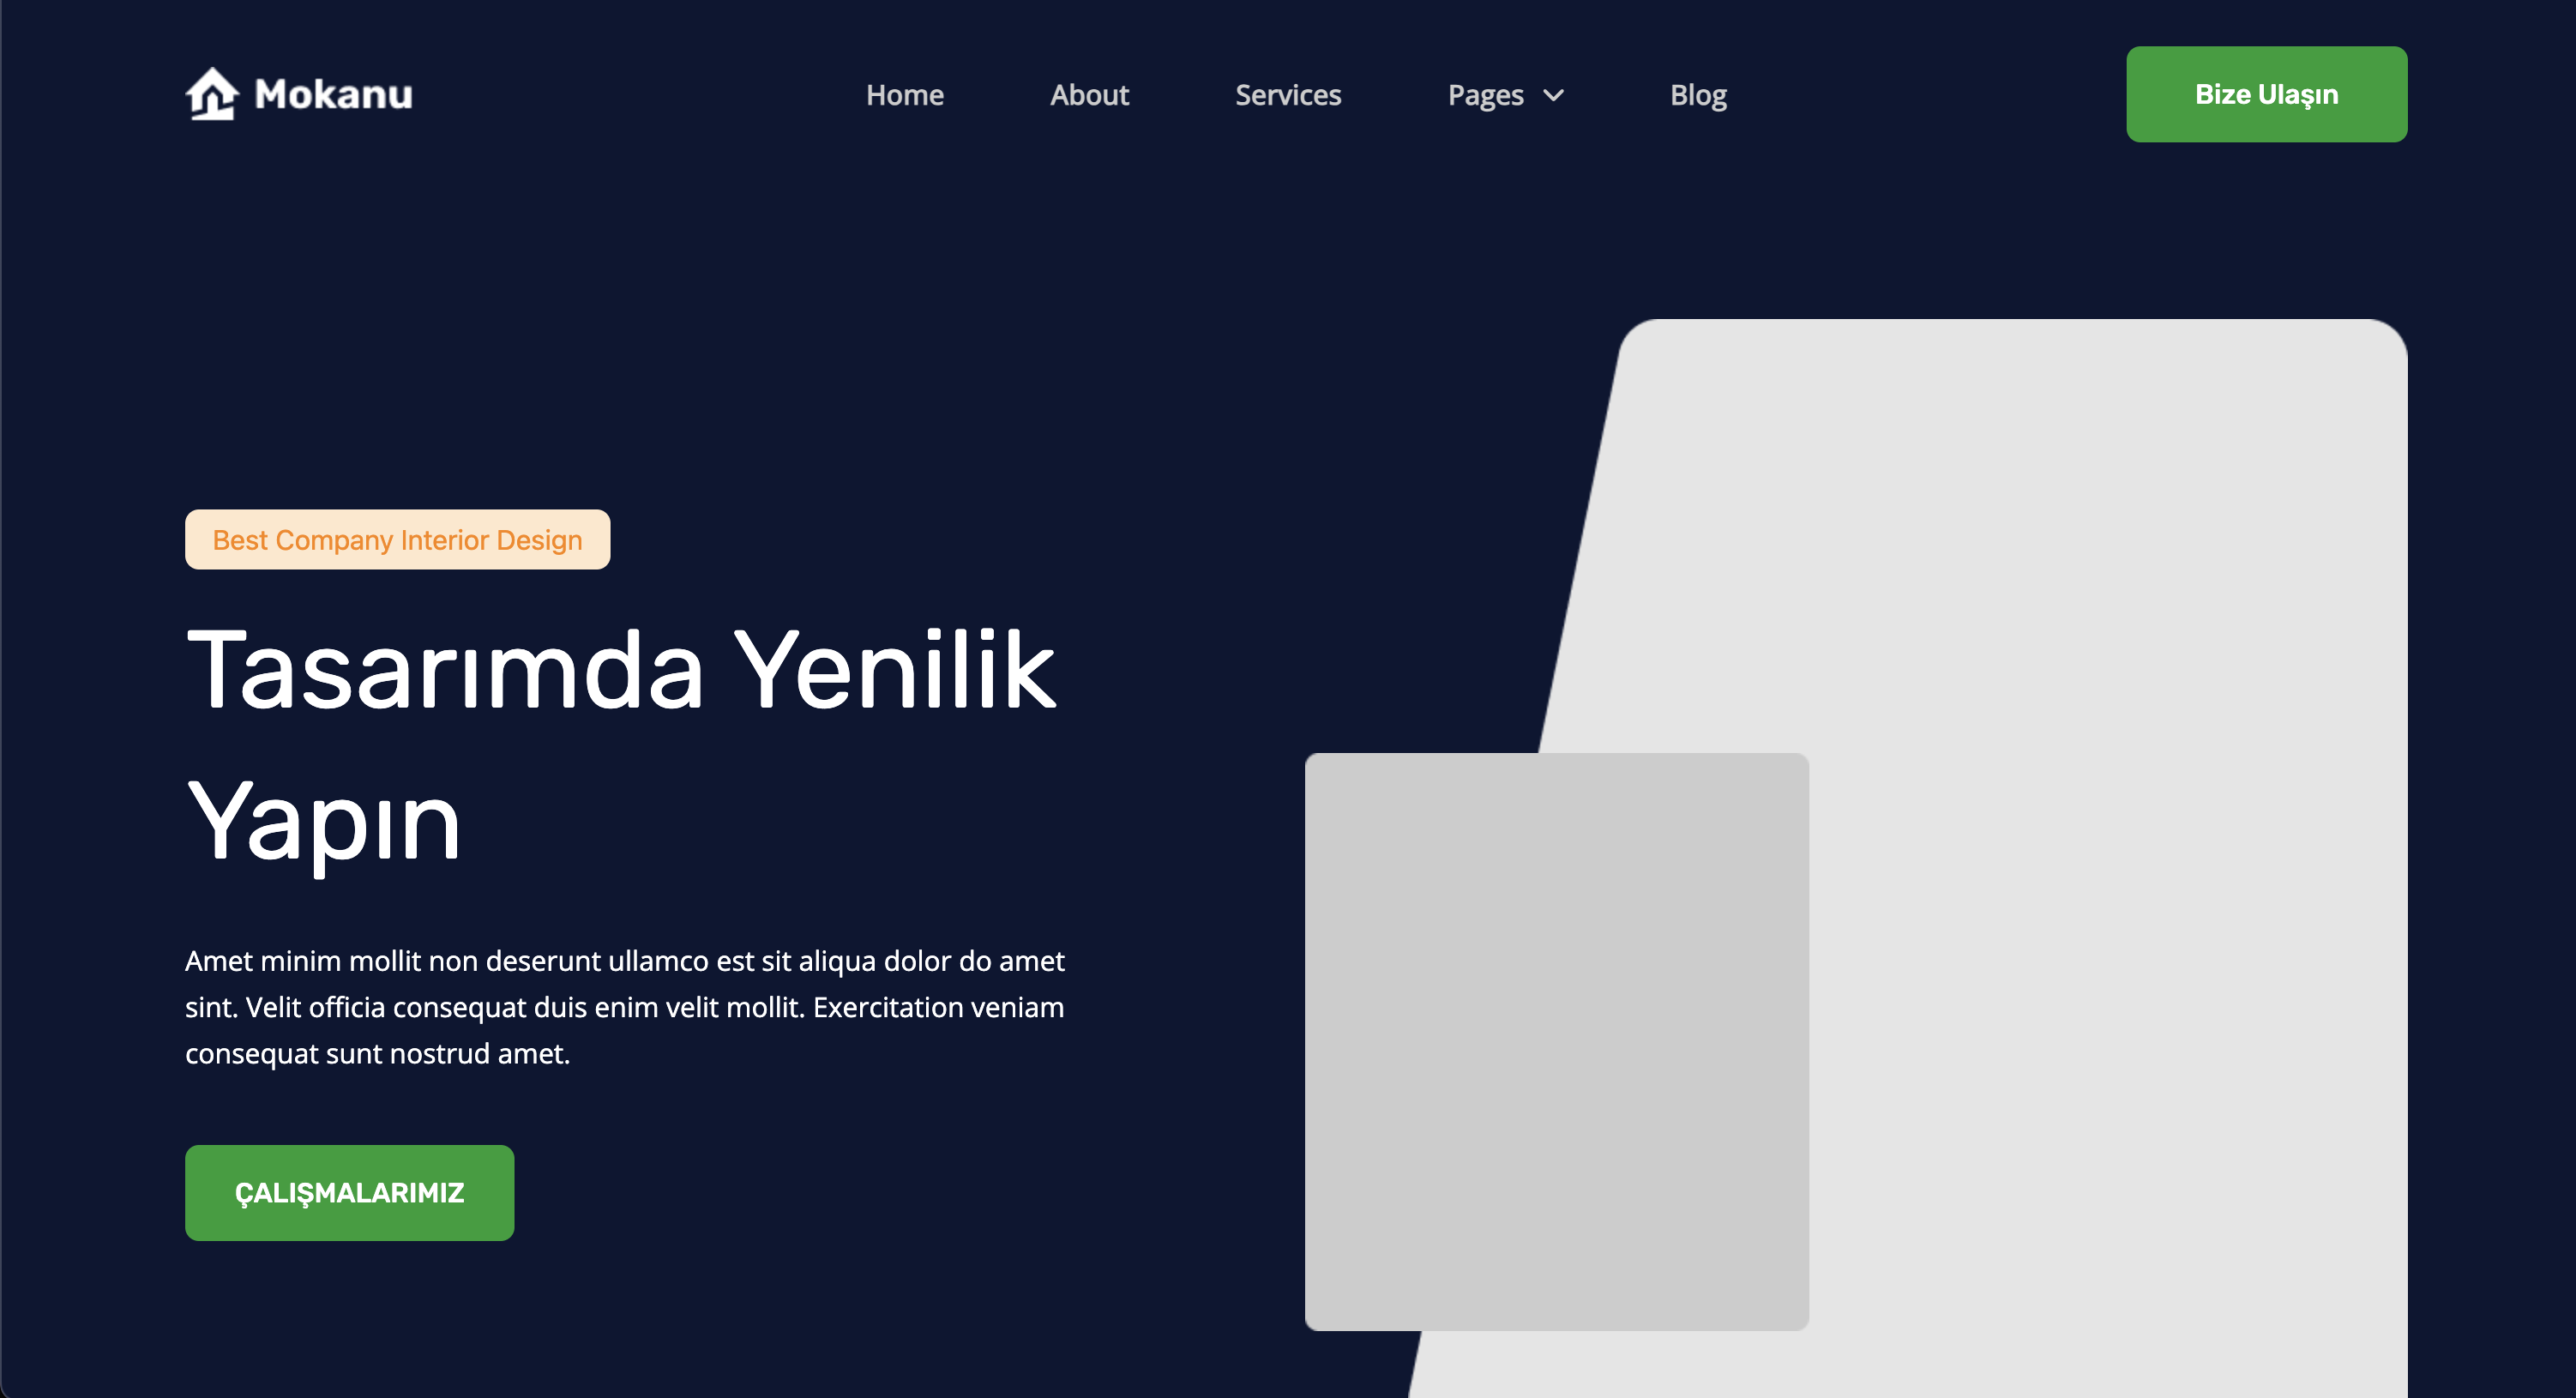 Mokanu
Home
About
Services
Pages
Blog
Bize Ulaşın
Best Company Interior Design
Tasarımda Yenilik
Yapın
Amet minim mollit non deserunt ullamco est sit aliqua dolor do amet
sint. Velit officia consequat duis enim velit mollit. Exercitation veniam
consequat sunt nostrud amet.
ÇALIŞMALARIMIZ